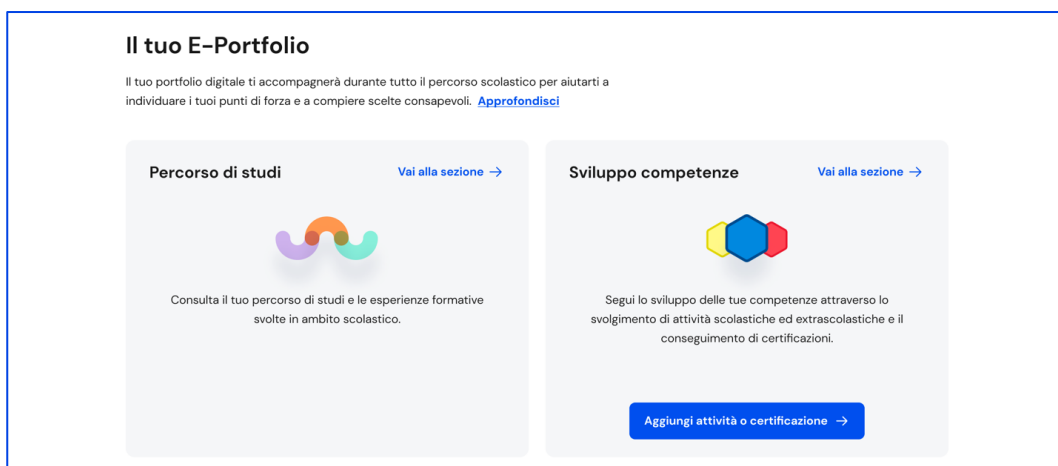 Il tuo E-Portfolio
Il tuo portfolio digitale ti accompagnerà durante tutto il percorso scolastico per aiutarti a
individuare i tuoi punti di forza e a compiere scelte consapevoli. Approfondisci
Percorso di studi
Vai alla sezione →
Consulta il tuo percorso di studi e le esperienze formative
svolte in ambito scolastico.
Sviluppo competenze
Vai alla sezione →
Segui lo sviluppo delle tue competenze attraverso lo
svolgimento di attività scolastiche ed extrascolastiche e il
conseguimento di certificazioni.
Aggiungi attività o certificazione →